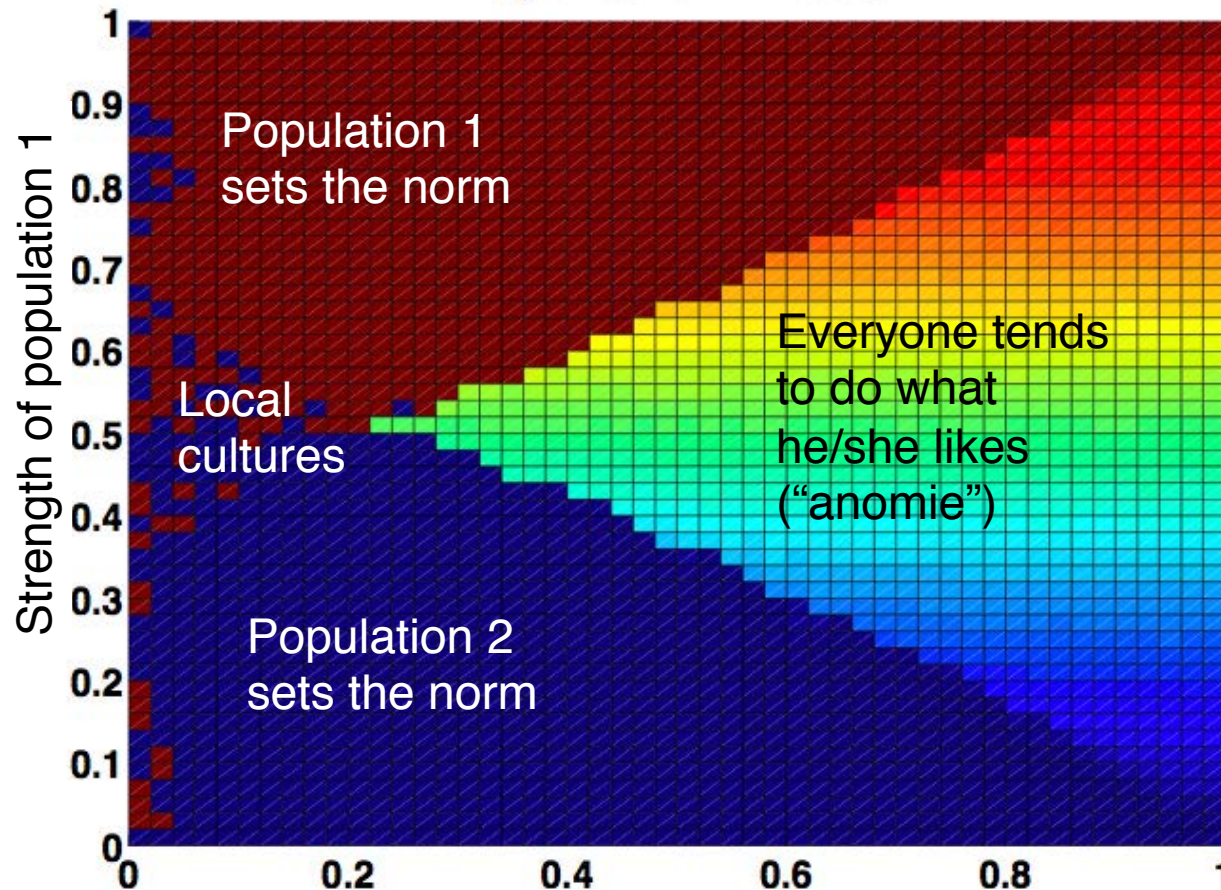 Strength of population 1
1
0.9
0.8
0.7
0.6
0.5
0.4
0.3
0.2
0.1
0
Population 1
sets the norm
Local
cultures
Everyone tends
to do what
he/she likes
(“anomie”)
Population 2
sets the norm
0 0.2 0.4 0.6 0.8